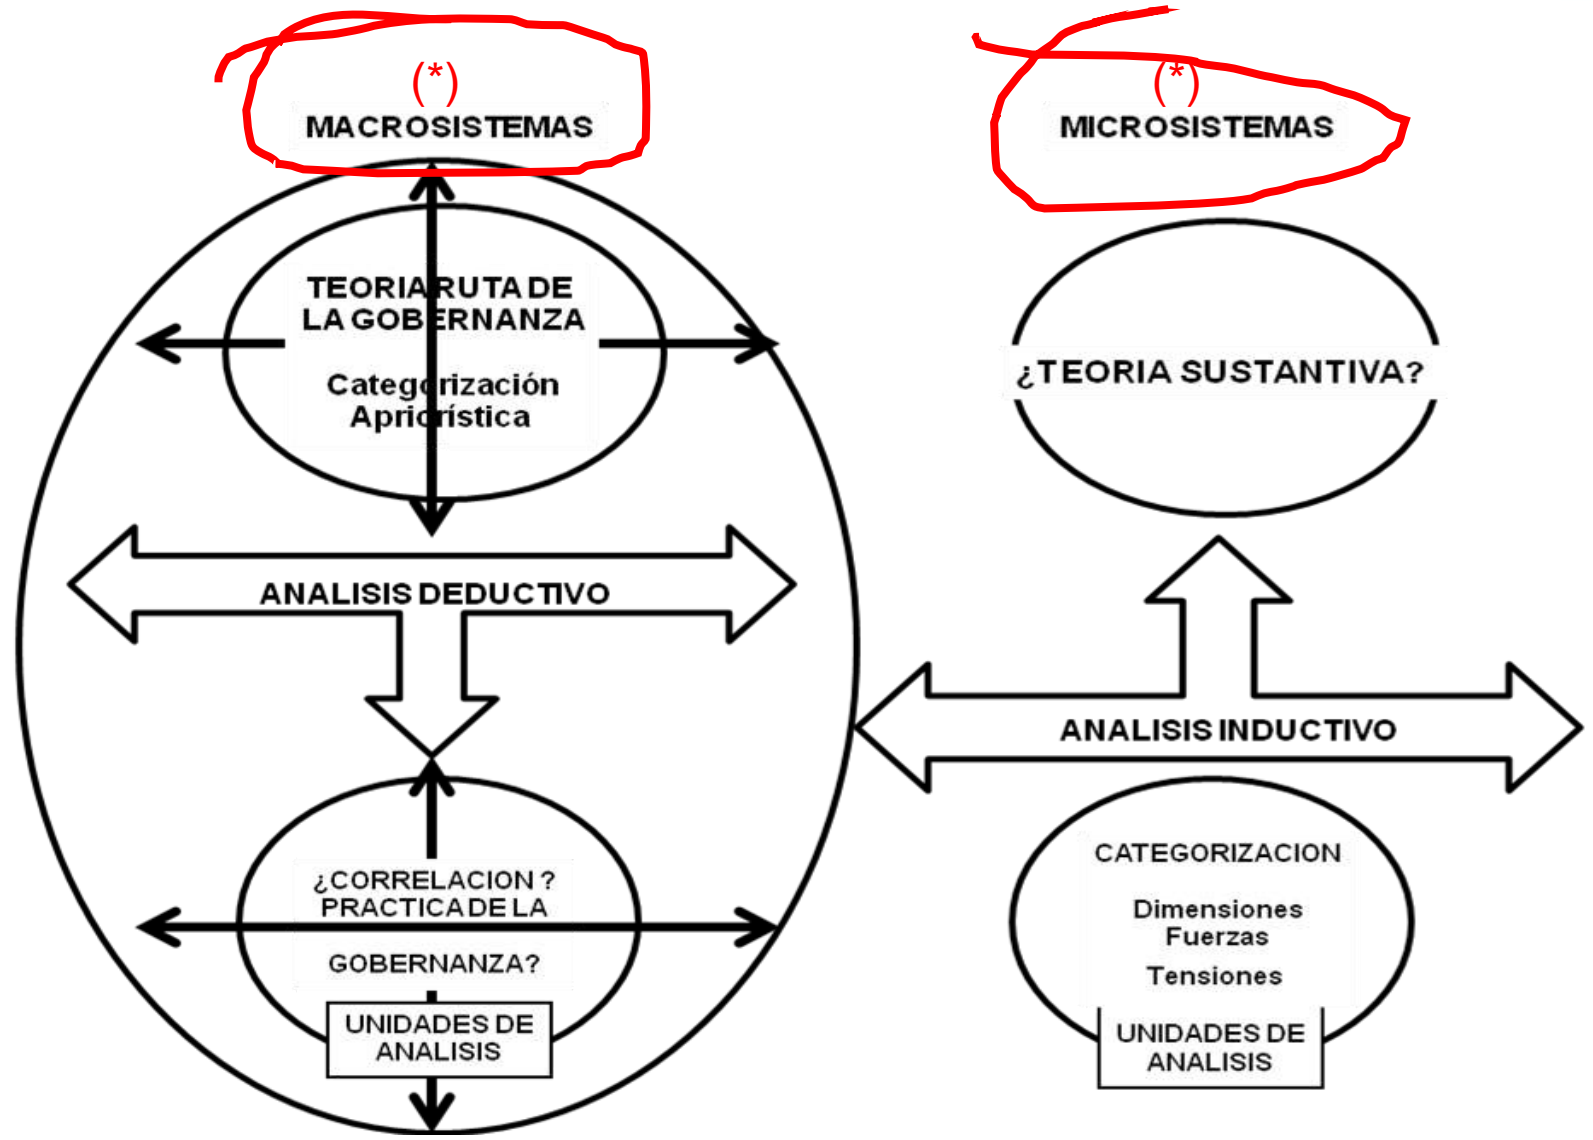 (*)
MACROSISTEMAS
TEORIA RUTA DE
LA GOBERNANZA
Categorización
Apriorística
ANALISIS DEDUCTIVO
¿CORRELACION ?
PRACTICA DE LA
GOBERNANZA?
UNIDADES DE
ANALISIS
(*)
MICROSISTEMAS
¿TEORIA SUSTANTIVA?
ANALISIS INDUCTIVO
CATEGORIZACION
Dimensiones
Fuerzas
Tensiones
UNIDADES DE
ANALISIS